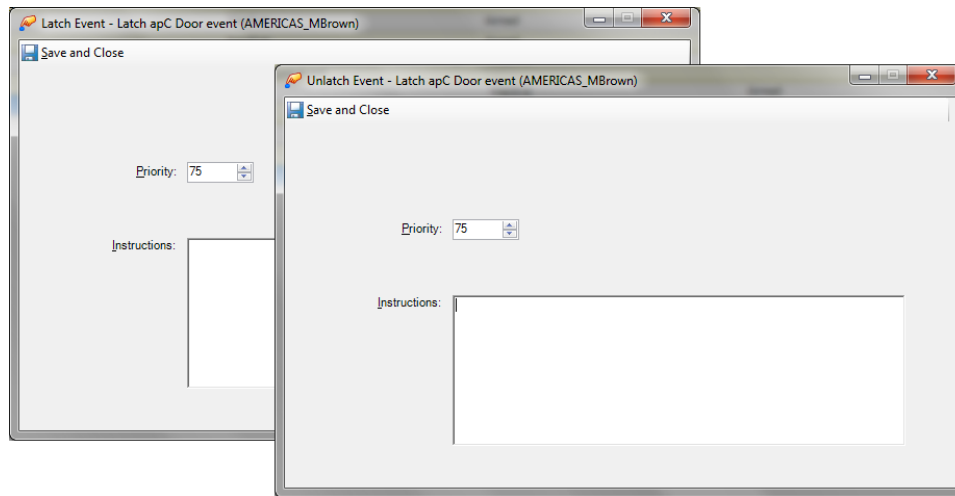 Latch Event - Latch apC Door event (AMERICAS_MBrown)
Save and Close
Priority: 75
Instructions:
Unlatch Event - Latch apC Door event (AMERICAS_MBrown)
Save and Close
Priority: 75
Instructions: